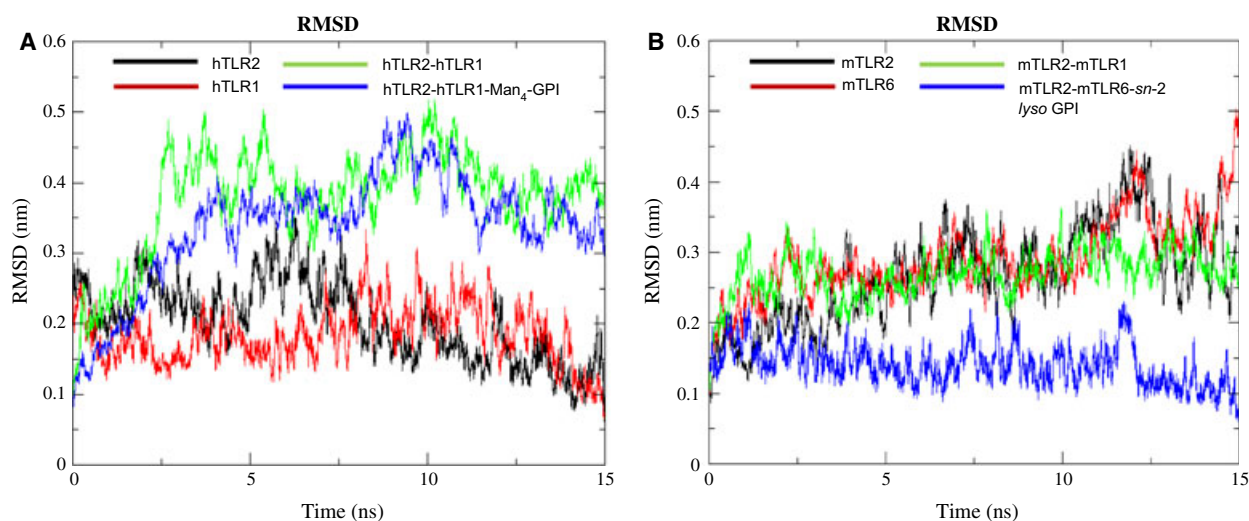 RMSD
A
0.6
0.5
0.4
0.3
0.2
0.1
0
RMSD (nm)
hTLR2
hTLR1
hTLR2-hTLR1
hTLR2-hTLR1-Man₄-GPI
0
5
10
15
Time (ns)
RMSD
B
0.6
0.5
0.4
0.3
0.2
0.1
0
RMSD (nm)
mTLR2
mTLR6
mTLR2-mTLR1
mTLR2-mTLR6-sn-2
lyso GPI
0
5
10
15
Time (ns)